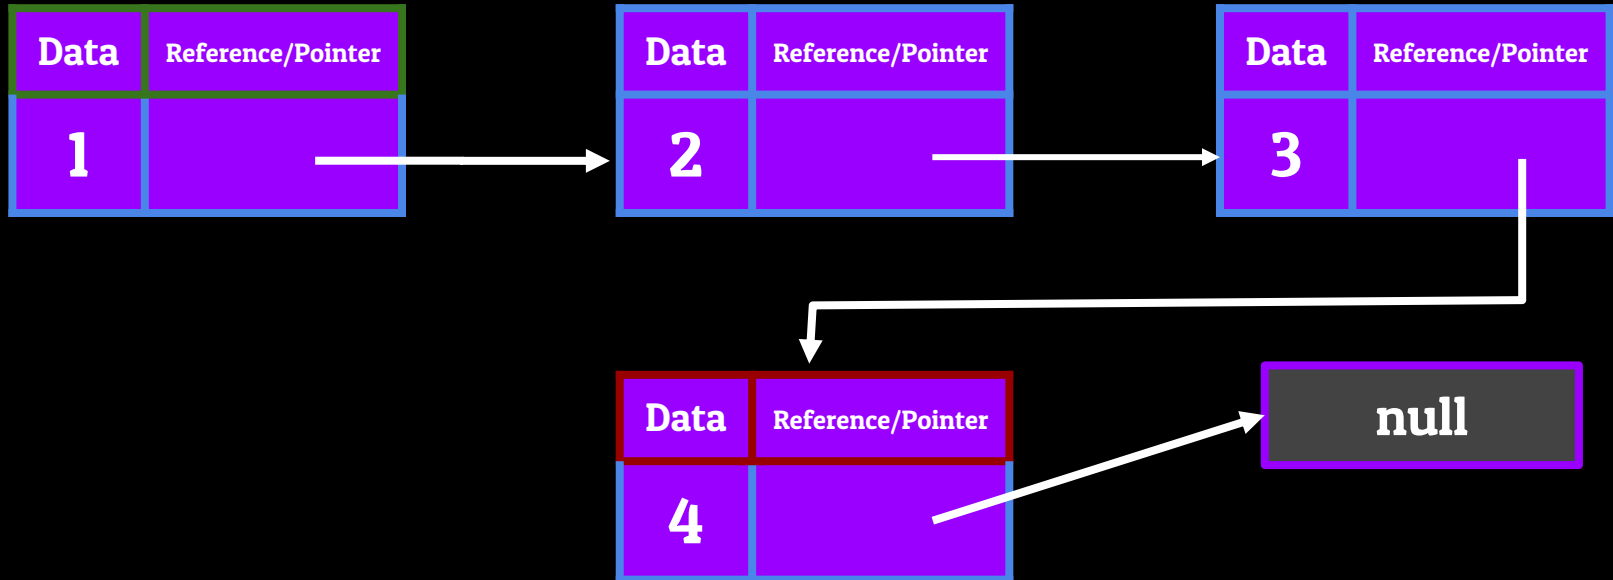 Data Reference/Pointer
1
Data Reference/Pointer
2
Data Reference/Pointer
3
Data Reference/Pointer
4
null